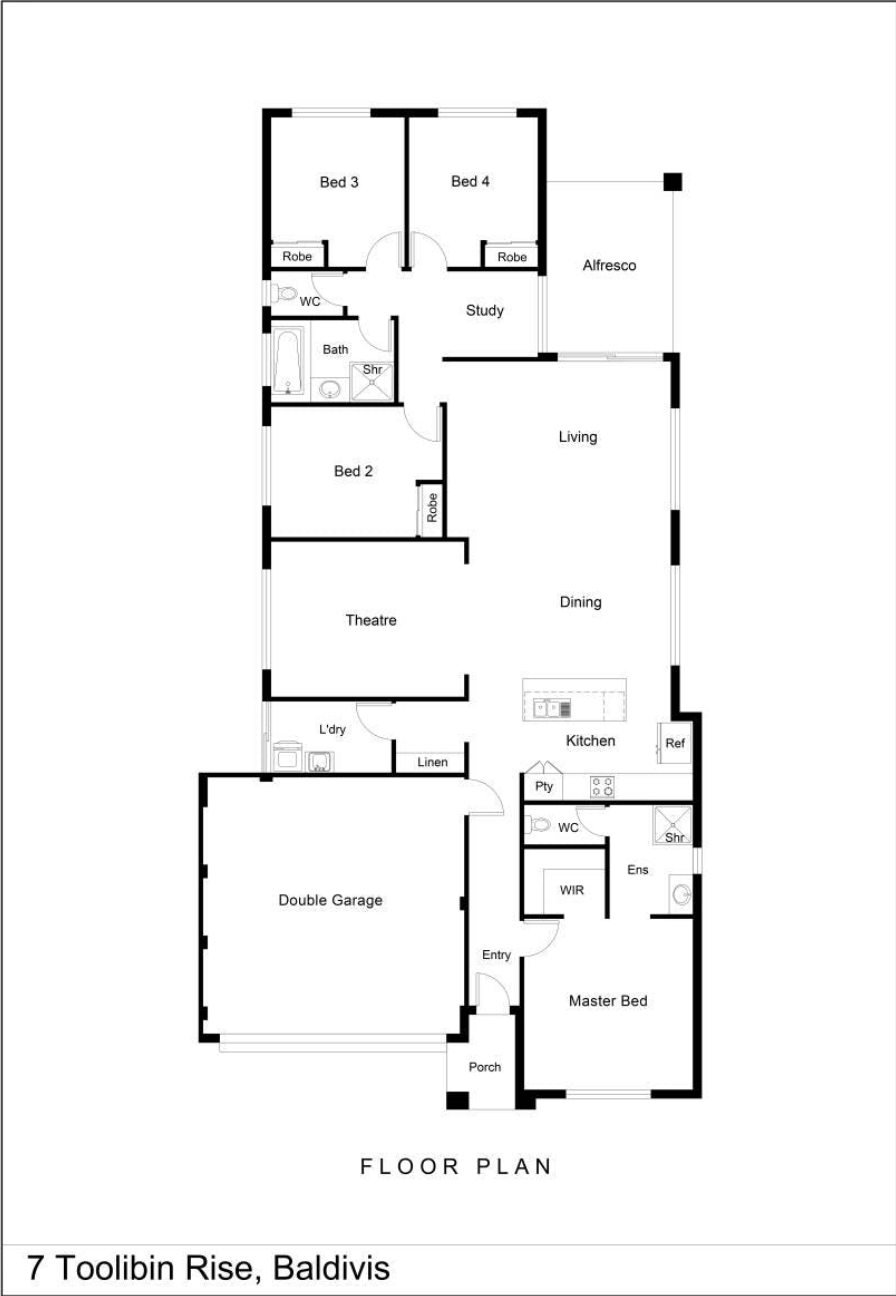 Bed 3
Bed 4
Robe
Robe
Alfresco
WC
Study
Bath
Shr
Living
Bed 2
Robe
Dining
Theatre
L'dry
Kitchen
Ref
Linen
Pty
WC
Shr
Ens
WIR
Double Garage
Entry
Master Bed
Porch
FLOOR PLAN
7 Toolibin Rise, Baldivis